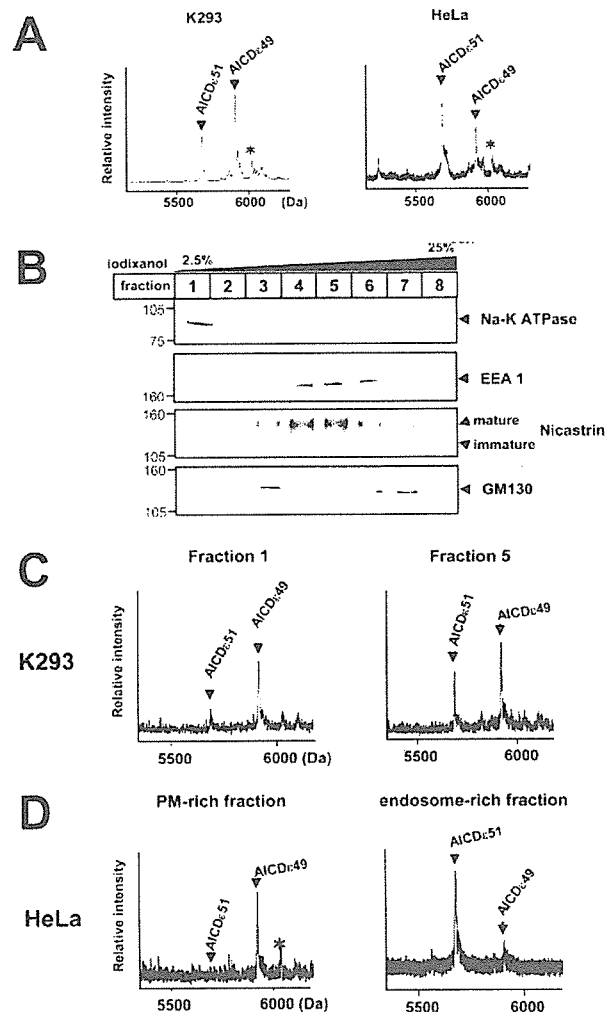 A
K293
HeLa
Relative intensity
AICDε51
AICDε49
*
5500
6000 (Da)
AICDε51
AICDε49
*
5500
6000
B
iodixanol
2.5%
25%
fraction
1 2 3 4 5 6 7 8
105
75
Na-K ATPase
160
EEA 1
160
105
mature
immature
Nicastrin
160
105
GM130
C
Fraction 1
Fraction 5
K293
Relative intensity
AICDε51
AICDε49
5500
6000 (Da)
AICDε51
AICDε49
5500
6000
D
PM-rich fraction
endosome-rich fraction
HeLa
Relative intensity
AICDε51
AICDε49
*
5500
6000 (Da)
AICDε51
AICDε49
5500
6000